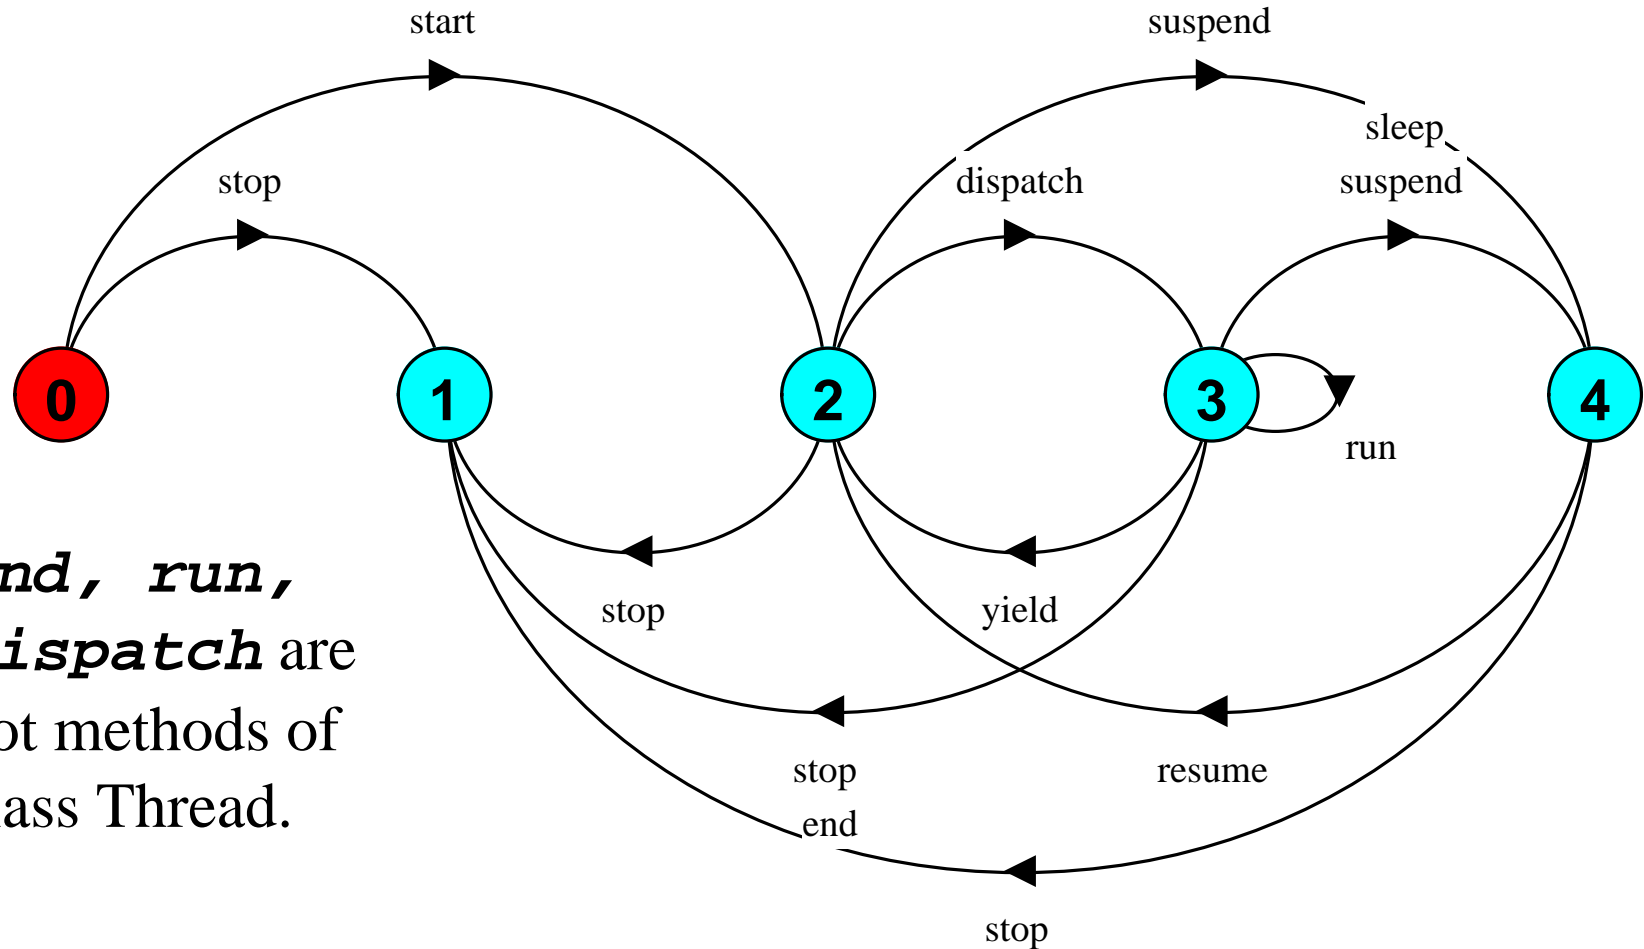 start
suspend
sleep
stop
dispatch
suspend
0
1
2
3
4
run
nd, run,
ispatch are
ot methods of
lass Thread.
stop
yield
stop
end
resume
stop